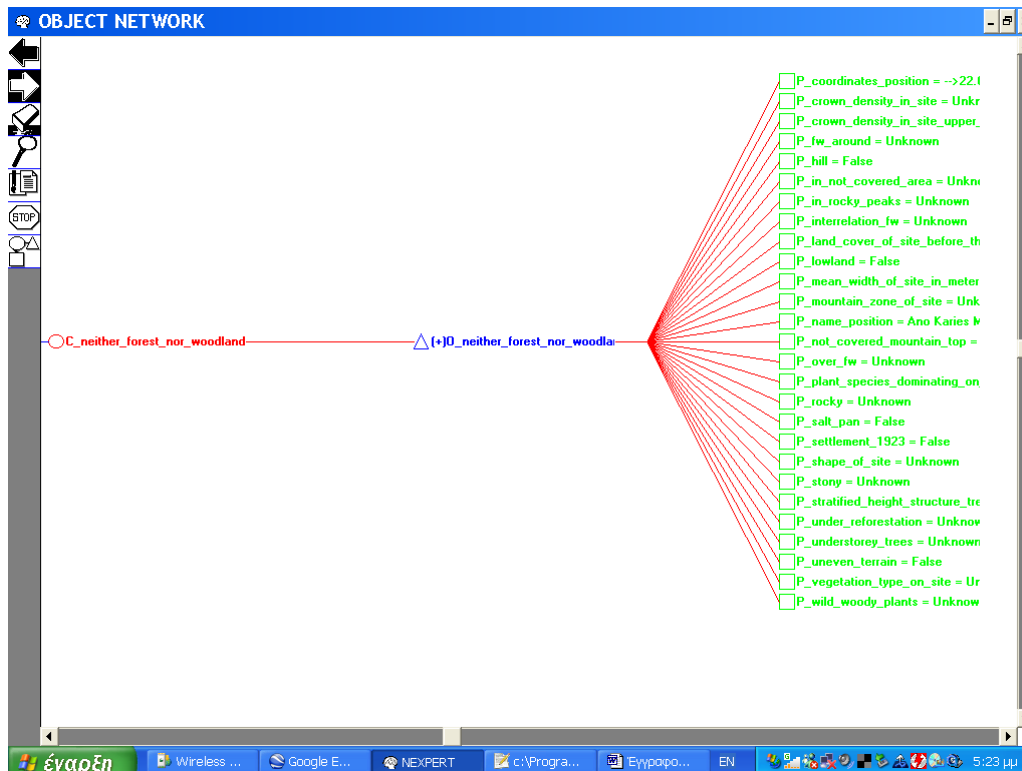 OBJECT NETWORK
STOP
C_neither_forest_nor_woodland
(+)O_neither_forest_nor_woodla
P_coordinates_position = -->22.
P_crown_density_in_site = Unkr
P_crown_density_in_site_upper_
P_fw_around = Unknown
P_hill = False
P_in_not_covered_area = Unkn
P_in_rocky_peaks = Unknown
P_interrelation_fw = Unknown
P_land_cover_of_site_before_th
P_lowland = False
P_mean_width_of_site_in_meter
P_mountain_zone_of_site = Unk
P_name_position = Ano Karies M
P_not_covered_mountain_top =
P_over_fw = Unknown
P_plant_species_dominating_on
P_rocky = Unknown
P_salt_pan = False
P_settlement_1923 = False
P_shape_of_site = Unknown
P_stony = Unknown
P_stratified_height_structure_tre
P_under_reforestation = Unknow
P_understorey_trees = Unknown
P_uneven_terrain = False
P_vegetation_type_on_site = Ur
P_wild_woody_plants = Unknow
έναρξη
Wireless ...
Google E...
NEXPERT
c:\Progra...
Έγγραφο...
EN
5:23 μμ